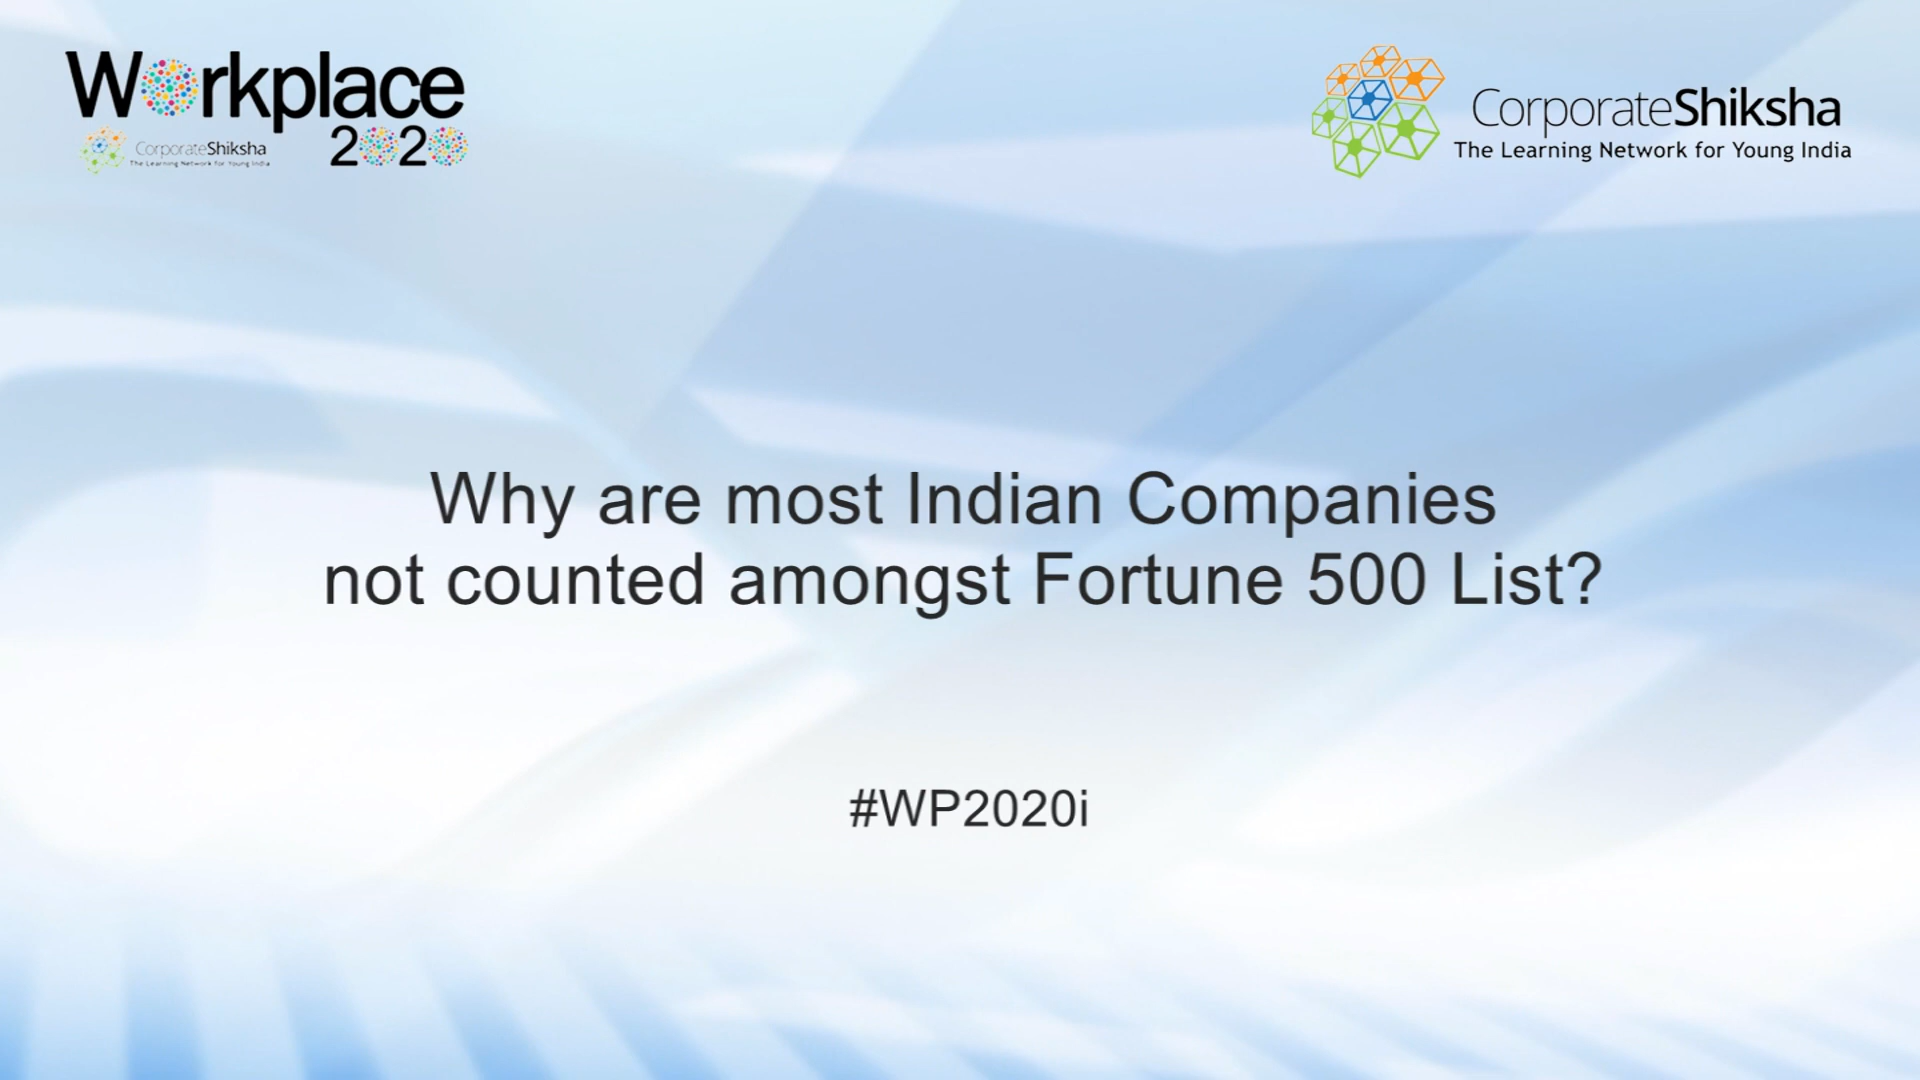 Workplace
2020
CorporateShiksha
The Learning Network for Young India
CorporateShiksha
The Learning Network for Young India
Why are most Indian Companies
not counted amongst Fortune 500 List?
#WP2020i